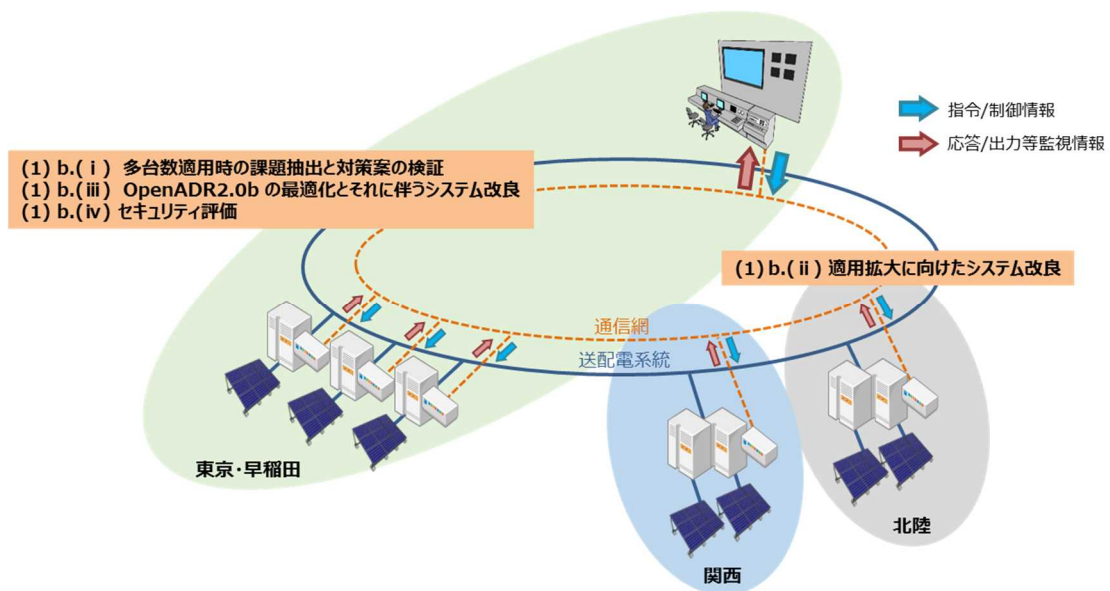 指令/制御情報
応答/出力等監視情報
(1) b.(ⅰ) 多台数適用時の課題抽出と対策案の検証
(1) b.(ⅲ) OpenADR2.0b の最適化とそれに伴うシステム改良
(1) b.(ⅳ) セキュリティ評価
(1) b.(ⅱ) 適用拡大に向けたシステム改良
通信網
送配電系統
東京・早稲田
北陸
関西